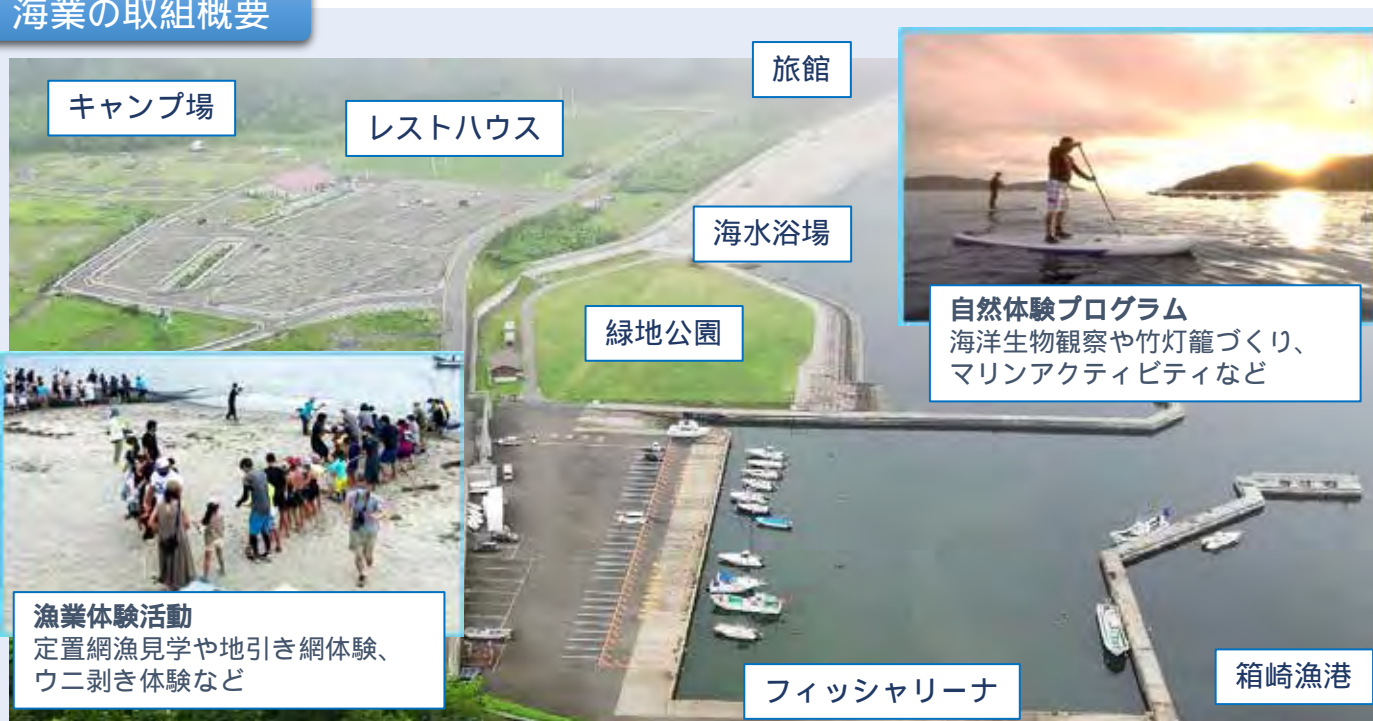 海業の取組概要
旅館
キャンプ場
レストハウス
海水浴場
緑地公園
自然体験プログラム
海洋生物観察や竹灯籠づくり、
マリンアクティビティなど
漁業体験活動
定置網漁見学や地引き網体験、
ウニ剥き体験など
フィッシャリーナ
箱崎漁港